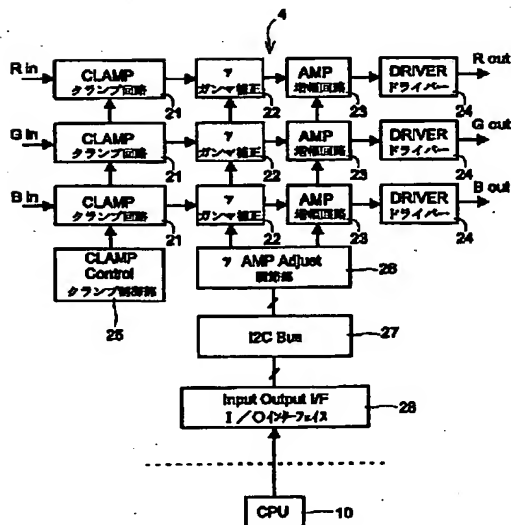 4
R in
CLAMP
タランプ回路
21
γ
ガンマ補正
22
AMP
増幅回路
23
DRIVER
ドライバー
24
R out
G in
CLAMP
タランプ回路
21
γ
ガンマ補正
22
AMP
増幅回路
23
DRIVER
ドライバー
24
G out
B in
CLAMP
タランプ回路
21
γ
ガンマ補正
22
AMP
増幅回路
23
DRIVER
ドライバー
24
B out
CLAMP
Control
タランプ制御部
25
γ AMP Adjust
調節部
26
I2C Bus
27
Input Output I/F
I/Oインターフェイス
28
CPU
10